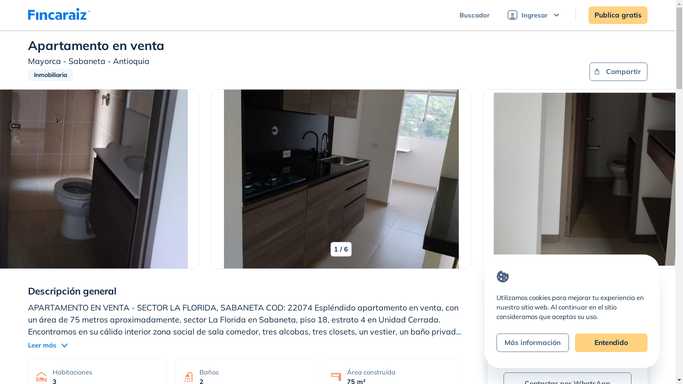 Fincaraiz
Buscador
Ingresar
Publica gratis
Apartamento en venta
Mayorca - Sabaneta - Antioquia
Inmobiliaria
Compartir
1 / 6
Descripción general
APARTAMENTO EN VENTA - SECTOR LA FLORIDA, SABANETA COD: 22074 Espléndido apartamento en venta, con
un área de 75 metros aproximadamente, sector La Florida en Sabaneta, piso 18, estrato 4 en Unidad Cerrada.
Encontramos en su cálido interior zona social de sala comedor, tres alcobas, tres closets, un vestier, un baño privad...
Leer más
Habitaciones
3
Baños
2
Área construida
75 m²
Utilizamos cookies para mejorar tu experiencia en
nuestro sitio web. Al continuar en el sitio
consideramos que aceptas su uso.
Más información
Entendido
Contactar por WhatsApp